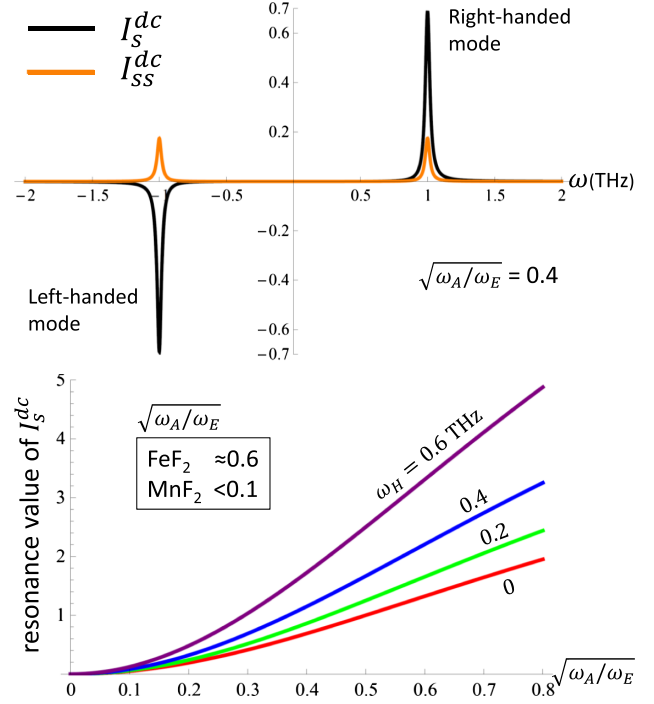 I_S^{dc}
I_{SS}^{dc}
Right-handed
mode
0.7
0.6
0.4
0.2
−2 −1.5 −1 −0.5 0.5 1 1.5 2
ω(THz)
−0.2
−0.4
−0.6
−0.7
Left-handed
mode
√ω_A/ω_E = 0.4
resonance value of I_S^{dc}
5
4
3
2
1
√ω_A/ω_E
FeF₂ ≈0.6
MnF₂ <0.1
ω_H = 0.6 THz
0.4
0.2
0
0 0.1 0.2 0.3 0.4 0.5 0.6 0.7 0.8
√ω_A/ω_E